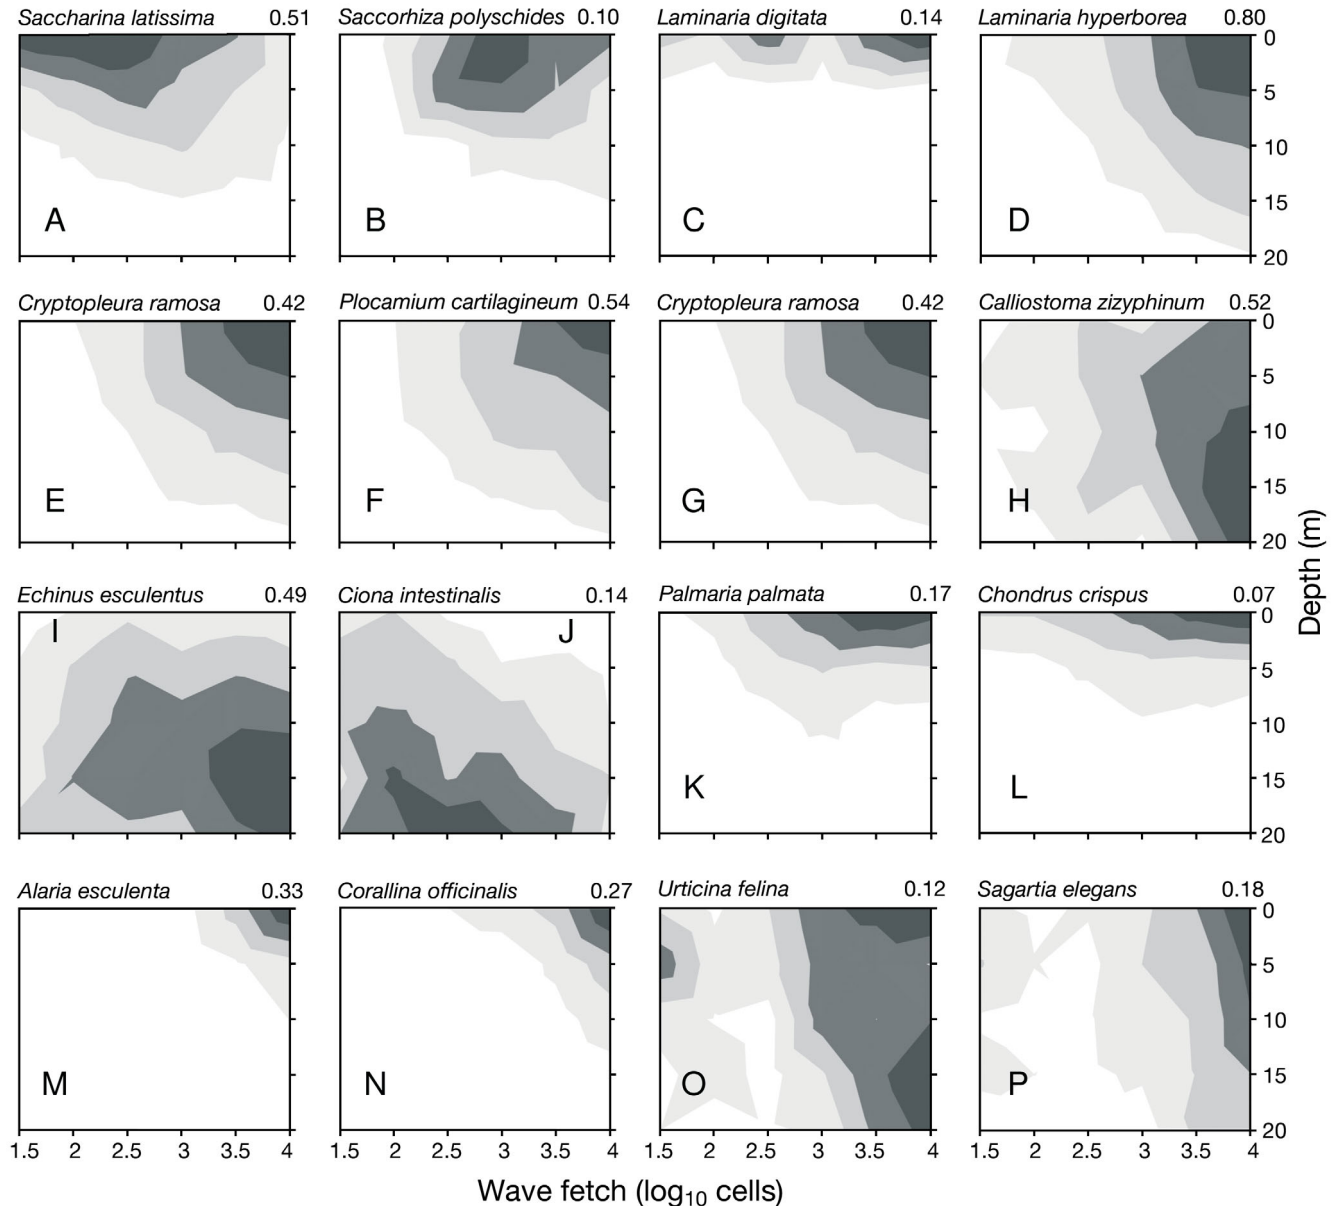 Saccharina latissima 0.51 Saccorhiza polyschides 0.10 Laminaria digitata 0.14 Laminaria hyperborea 0.80
0
5
10
15
A B C D
20
Cryptopleura ramosa 0.42 Plocamium cartilagineum 0.54 Cryptopleura ramosa 0.42 Calliostoma zizyphinum 0.52
0
5
10
15
E F G H
20
Echinus esculentus 0.49 Ciona intestinalis 0.14 Palmaria palmata 0.17 Chondrus crispus 0.07
0
I J
5
10
15
K L
20
Alaria esculenta 0.33 Corallina officinalis 0.27 Urticina felina 0.12 Sagartia elegans 0.18
0
5
10
15
M N O P
20
1.5 2 2.5 3 3.5 4 1.5 2 2.5 3 3.5 4 1.5 2 2.5 3 3.5 4 1.5 2 2.5 3 3.5 4
Wave fetch (log10 cells)
Depth (m)